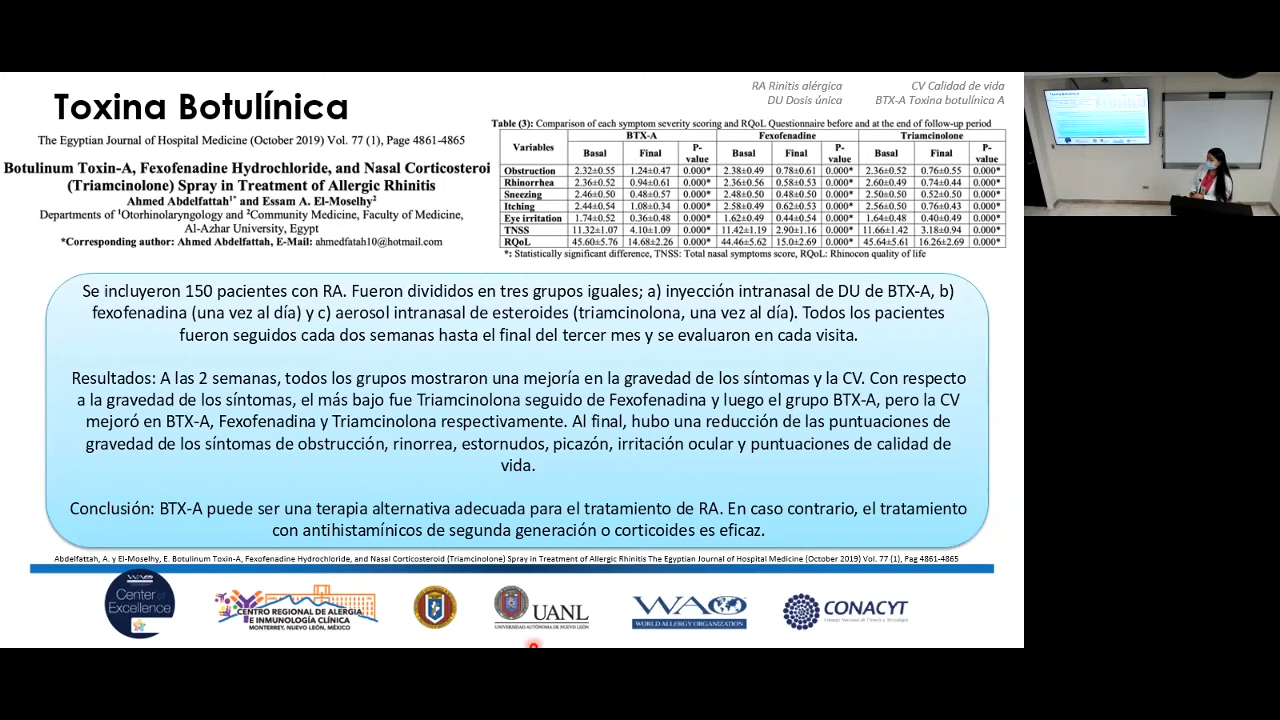 Toxina Botulínica
RA Rinitis alérgica
DU Dosis única
CV Calidad de vida
BTX-A Toxina botulínica A
The Egyptian Journal of Hospital Medicine (October 2019) Vol. 77 (1), Page 4861-4865
Botulinum Toxin-A, Fexofenadine Hydrochloride, and Nasal Corticosteroi
(Triamcinolone) Spray in Treatment of Allergic Rhinitis
Ahmed Abdelfattah¹* and Essam A. El-Moselhy²
Departments of ¹Otorhinolaryngology and ²Community Medicine, Faculty of Medicine,
Al-Azhar University, Egypt
*Corresponding author: Ahmed Abdelfattah, E-Mail: ahmedfatah10@hotmail.com
Table (3): Comparison of each symptom severity scoring and RQoL Questionnaire before and at the end of follow-up period
Variables BTX-A Fexofenadine Triamcinolone
Basal Final P-value Basal Final P-value Basal Final P-value
Obstruction 2.32±0.55 1.24±0.47 0.000* 2.38±0.49 0.78±0.61 0.000* 2.36±0.52 0.76±0.55 0.000*
Rhinorrhea 2.36±0.52 0.94±0.61 0.000* 2.36±0.56 0.58±0.53 0.000* 2.60±0.49 0.74±0.44 0.000*
Sneezing 2.46±0.50 0.48±0.57 0.000* 2.48±0.50 0.48±0.50 0.000* 2.50±0.50 0.50±0.52 0.000*
Itching 2.44±0.54 1.08±0.34 0.000* 2.58±0.49 0.62±0.53 0.000* 2.56±0.50 0.76±0.43 0.000*
Eye irritation 1.74±0.52 0.36±0.48 0.000* 1.62±0.49 0.44±0.54 0.000* 1.64±0.48 0.40±0.49 0.000*
TNSS 11.32±1.07 4.10±1.09 0.000* 11.42±1.19 2.90±1.16 0.000* 11.66±1.42 3.18±0.94 0.000*
RQoL 45.60±5.76 14.68±2.26 0.000* 44.46±5.62 15.0±2.69 0.000* 45.64±5.61 16.26±2.69 0.000*
*: Statistically significant difference, TNSS: Total nasal symptoms score, RQoL: Rhinocon quality of life
Se incluyeron 150 pacientes con RA. Fueron divididos en tres grupos iguales; a) inyección intranasal de DU de BTX-A, b)
fexofenadina (una vez al día) y c) aerosol intranasal de esteroides (triamcinolona, una vez al día). Todos los pacientes
fueron seguidos cada dos semanas hasta el final del tercer mes y se evaluaron en cada visita.
Resultados: A las 2 semanas, todos los grupos mostraron una mejoría en la gravedad de los síntomas y la CV. Con respecto
a la gravedad de los síntomas, el más bajo fue Triamcinolona seguido de Fexofenadina y luego el grupo BTX-A, pero la CV
mejoró en BTX-A, Fexofenadina y Triamcinolona respectivamente. Al final, hubo una reducción de las puntuaciones de
gravedad de los síntomas de obstrucción, rinorrea, estornudos, picazón, irritación ocular y puntuaciones de calidad de
vida.
Conclusión: BTX-A puede ser una terapia alternativa adecuada para el tratamiento de RA. En caso contrario, el tratamiento
con antihistamínicos de segunda generación o corticoides es eficaz.
Abdelfattah, A. y El-Moselhy, E. Botulinum Toxin-A, Fexofenadine Hydrochloride, and Nasal Corticosteroid (Triamcinolone) Spray in Treatment of Allergic Rhinitis The Egyptian Journal of Hospital Medicine (October 2019) Vol. 77 (1), Pag 4861-4865
WAO
Center of
Excellence
CENTRO REGIONAL DE ALERGIA
E INMUNOLOGÍA CLÍNICA
MONTERREY, NUEVO LEÓN, MÉXICO
UANL
UNIVERSIDAD AUTÓNOMA DE NUEVO LEÓN
WAO
WORLD ALLERGY ORGANIZATION
CONACYT
Consejo Nacional de Ciencia y Tecnología
Toxina Botulínica